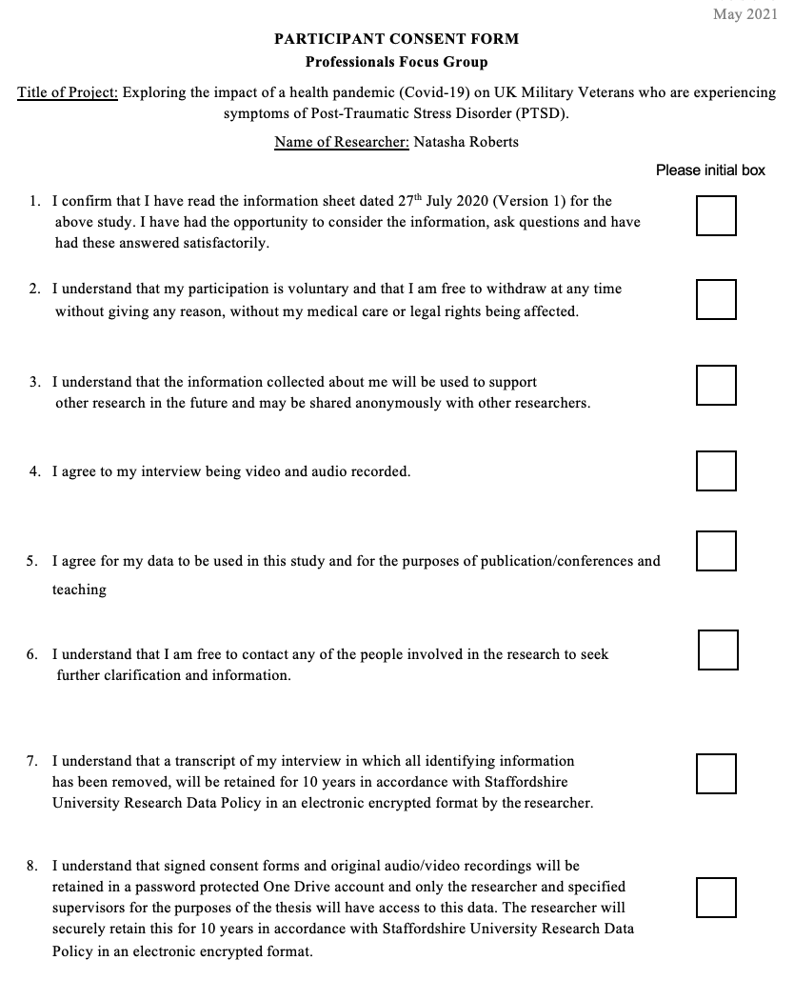 May 2021
PARTICIPANT CONSENT FORM
Professionals Focus Group
Title of Project: Exploring the impact of a health pandemic (Covid-19) on UK Military Veterans who are experiencing
symptoms of Post-Traumatic Stress Disorder (PTSD).
Name of Researcher: Natasha Roberts
Please initial box
1. I confirm that I have read the information sheet dated 27th July 2020 (Version 1) for the
above study. I have had the opportunity to consider the information, ask questions and have
had these answered satisfactorily.
2. I understand that my participation is voluntary and that I am free to withdraw at any time
without giving any reason, without my medical care or legal rights being affected.
3. I understand that the information collected about me will be used to support
other research in the future and may be shared anonymously with other researchers.
4. I agree to my interview being video and audio recorded.
5. I agree for my data to be used in this study and for the purposes of publication/conferences and
teaching
6. I understand that I am free to contact any of the people involved in the research to seek
further clarification and information.
7. I understand that a transcript of my interview in which all identifying information
has been removed, will be retained for 10 years in accordance with Staffordshire
University Research Data Policy in an electronic encrypted format by the researcher.
8. I understand that signed consent forms and original audio/video recordings will be
retained in a password protected One Drive account and only the researcher and specified
supervisors for the purposes of the thesis will have access to this data. The researcher will
securely retain this for 10 years in accordance with Staffordshire University Research Data
Policy in an electronic encrypted format.